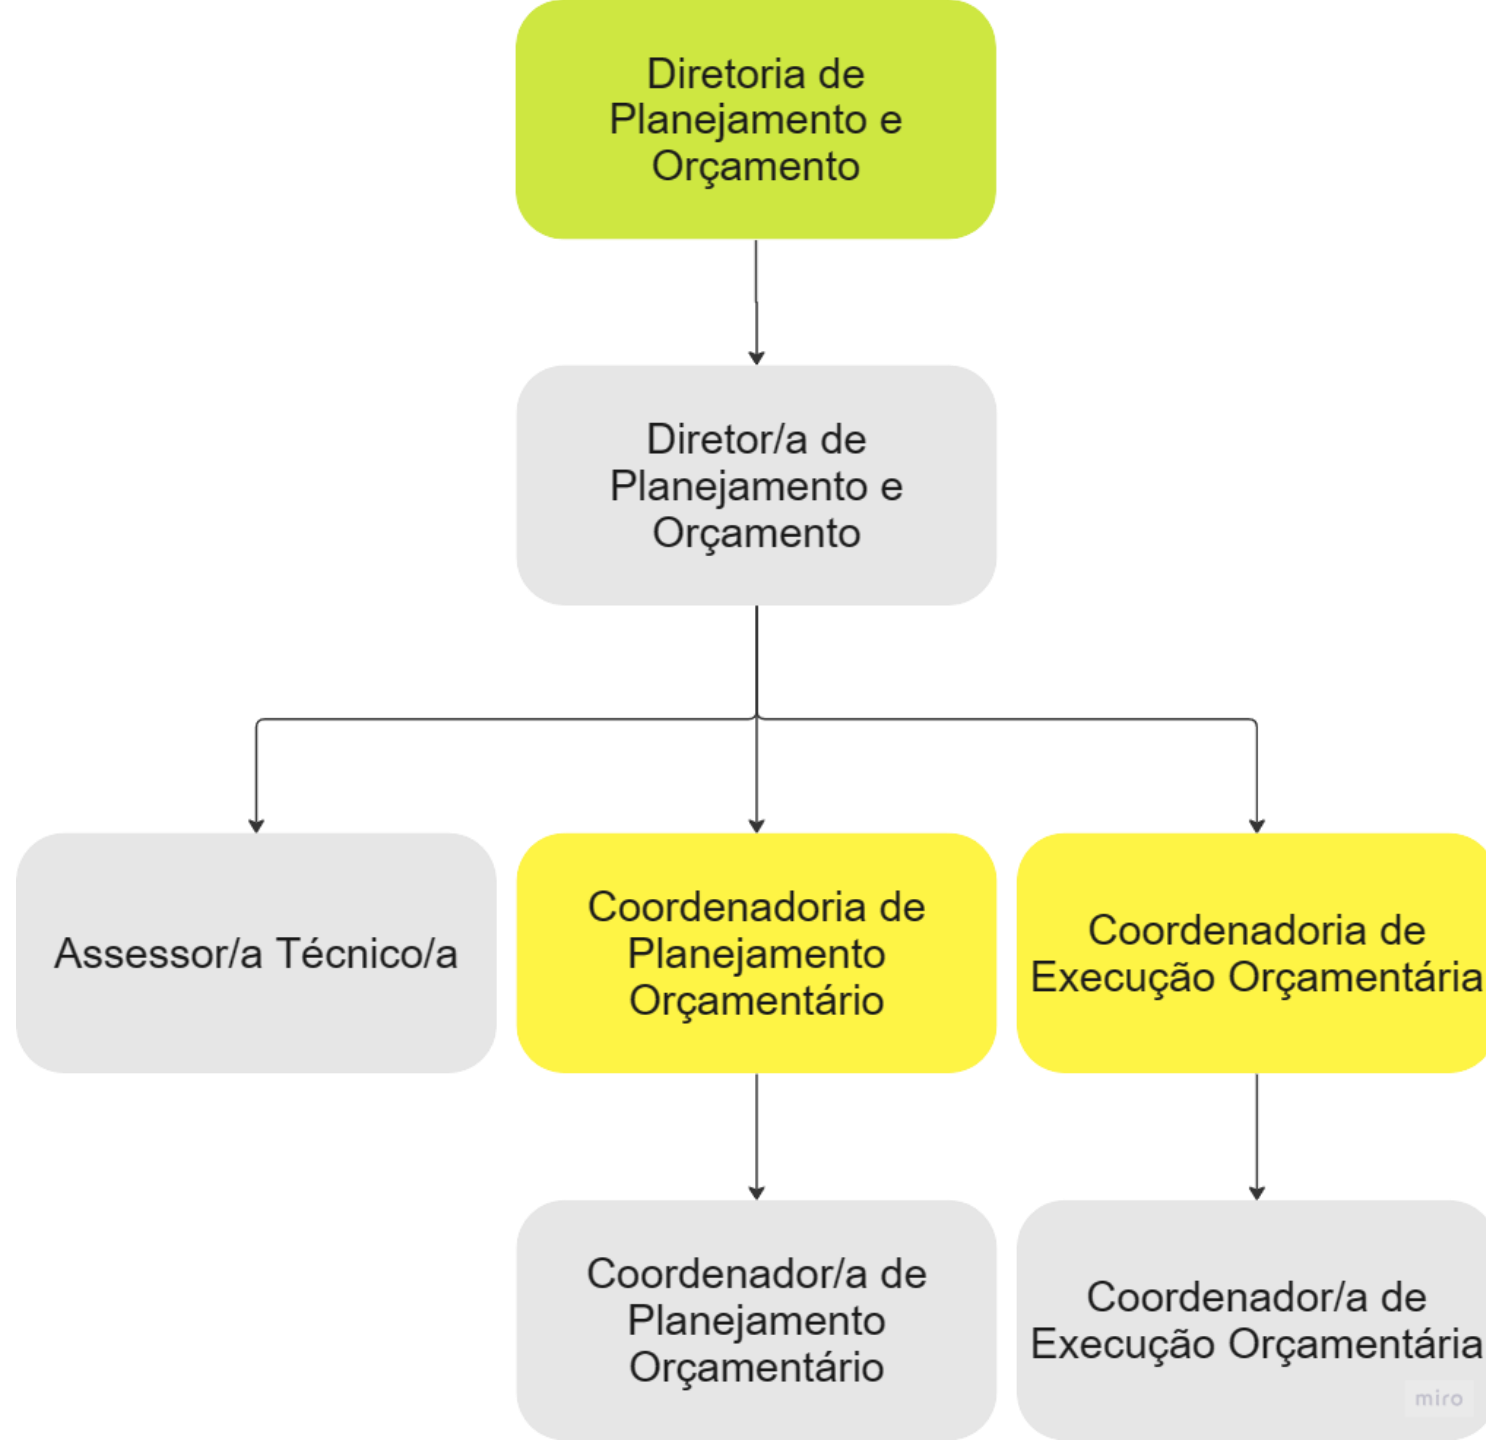 Diretoria de
Planejamento e
Orçamento
Diretor/a de
Planejamento e
Orçamento
Assessor/a Técnico/a
Coordenadoria de
Planejamento
Orçamentário
Coordenadoria de
Execução Orçamentária
Coordenador/a de
Planejamento
Orçamentário
Coordenador/a de
Execução Orçamentária
miro